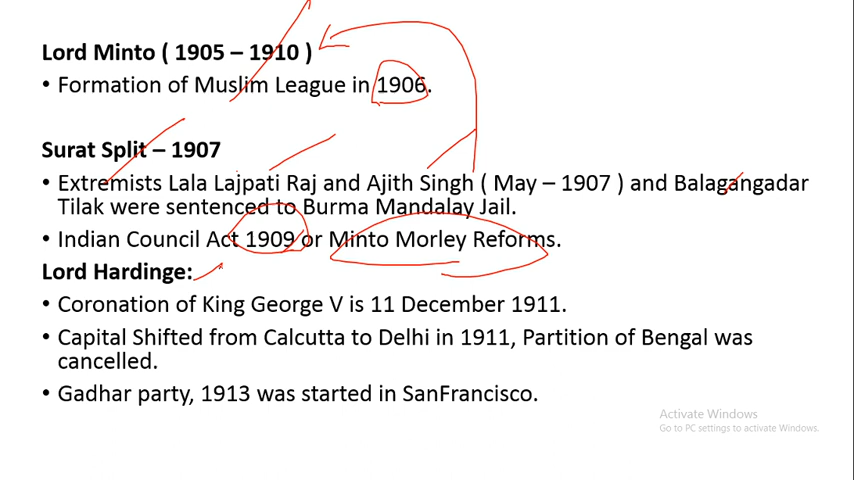 Lord Minto ( 1905 – 1910 )
• Formation of Muslim League in 1906.
Surat Split – 1907
• Extremists Lala Lajpati Raj and Ajith Singh ( May – 1907 ) and Balagangadar
Tilak were sentenced to Burma Mandalay Jail.
• Indian Council Act 1909 or Minto Morley Reforms.
Lord Hardinge:
• Coronation of King George V is 11 December 1911.
• Capital Shifted from Calcutta to Delhi in 1911, Partition of Bengal was
cancelled.
• Gadhar party, 1913 was started in SanFrancisco.
Activate Windows
Go to PC settings to activate Windows.